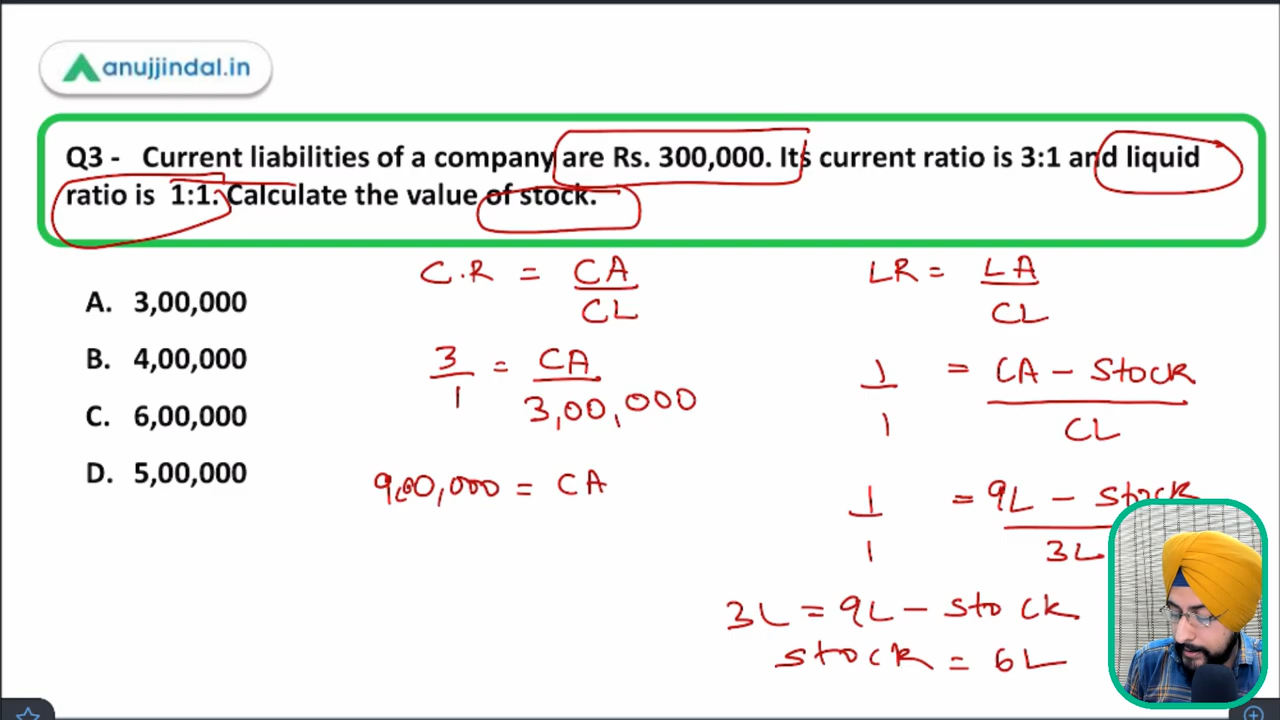 anujjindal.in
Q3 - Current liabilities of a company are Rs. 300,000. Its current ratio is 3:1 and liquid
ratio is 1:1. Calculate the value of stock.
A. 3,00,000
B. 4,00,000
C. 6,00,000
D. 5,00,000
C.R = CA
CL
3 = CA
1 3,00,000
9,00,000 = CA
LR = LA
CL
1 = CA - Stock
1 CL
1 = 9L - Stock
1 3L
3L = 9L - Stock
Stock = 6L